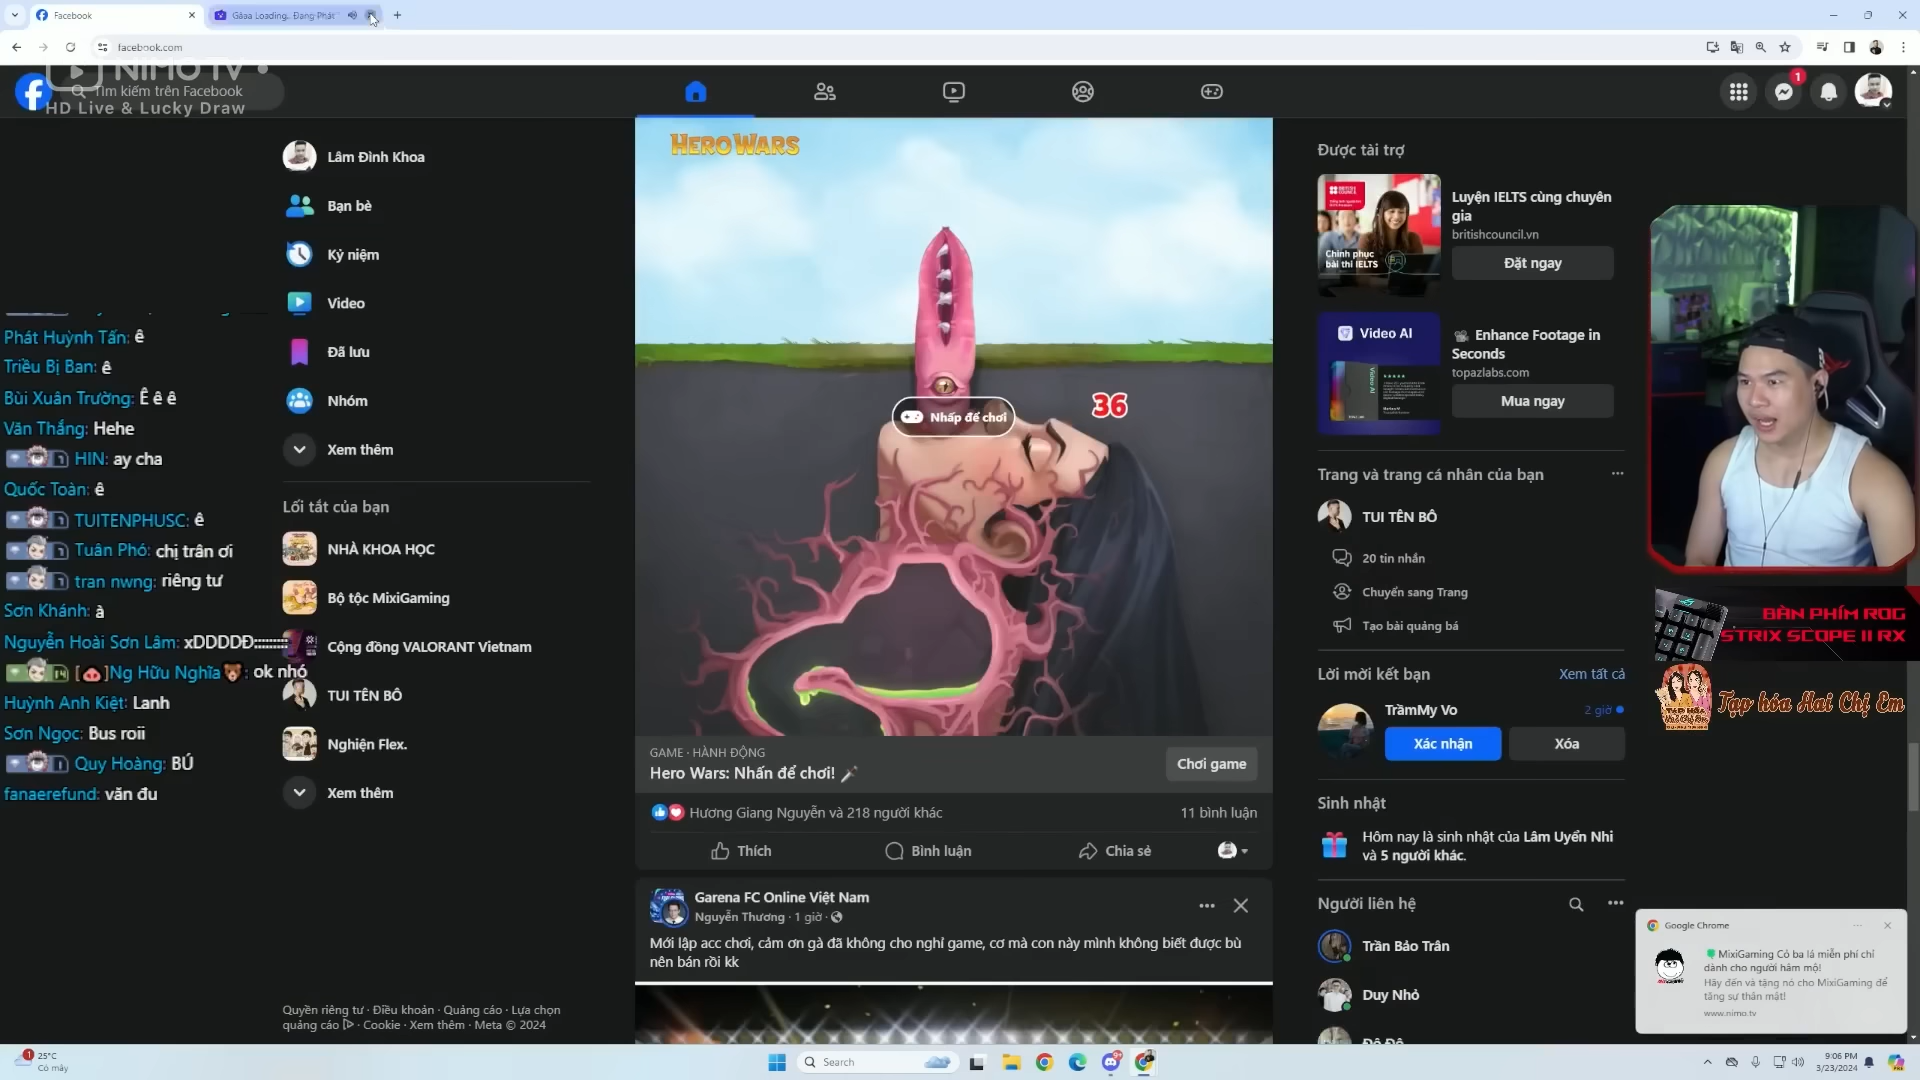 Facebook
Gảaa Loading.. Đang Phát
facebook.com
NIMO TV
HD Live & Lucky Draw
Tìm kiếm trên Facebook
1
Phát Huỳnh Tấn: ê
Triều Bị Ban: ê
Bùi Xuân Trường: Ê ê ê
Văn Thắng: Hehe
HIN: ay cha
Quốc Toàn: ê
TUITENPHUSC: ê
Tuân Phó: chị trân ơi
tran nwng: riêng tư
Sơn Khánh: à
Nguyễn Hoài Sơn Lâm: xDDDDĐ::::::::
Ng Hữu Nghĩa: ok nhó
Huỳnh Anh Kiệt: Lanh
Sơn Ngọc: Bus roii
Quy Hoàng: BÚ
fanaerefund: văn đu
Lâm Đình Khoa
Bạn bè
Kỷ niệm
Video
Đã lưu
Nhóm
Xem thêm
Lối tắt của bạn
NHÀ KHOA HỌC
Bộ tộc MixiGaming
Cộng đồng VALORANT Vietnam
TUI TÊN BÔ
Nghiện Flex.
Xem thêm
Quyền riêng tư · Điều khoản · Quảng cáo · Lựa chọn
quảng cáo · Cookie · Xem thêm · Meta © 2024
HERO WARS
36
Nhấp để chơi
GAME · HÀNH ĐỘNG
Hero Wars: Nhấn để chơi!
Chơi game
Hương Giang Nguyễn và 218 người khác
11 bình luận
Thích
Bình luận
Chia sẻ
Garena FC Online Việt Nam
Nguyễn Thương · 1 giờ ·
Mới lập acc chơi, cảm ơn gà đã không cho nghỉ game, cơ mà con này mình không biết được bù
nên bán rồi kk
Được tài trợ
BRITISH COUNCIL
Chinh phục
bài thi IELTS
Luyện IELTS cùng chuyên
gia
britishcouncil.vn
Đặt ngay
Video AI
Enhance Footage in
Seconds
topazlabs.com
Mua ngay
Trang và trang cá nhân của bạn
TUI TÊN BÔ
20 tin nhắn
Chuyển sang Trang
Tạo bài quảng bá
Lời mời kết bạn
Xem tất cả
TrầmMy Vo
2 giờ
Xác nhận
Xóa
Sinh nhật
Hôm nay là sinh nhật của Lâm Uyển Nhi
và 5 người khác.
Người liên hệ
Trần Bảo Trân
Duy Nhỏ
BÀN PHÍM ROG
STRIX SCOPE II RX
Tạp hóa Hai Chị Em
Google Chrome
MixiGaming Có ba lá miễn phí chỉ
dành cho người hâm mộ!
Hãy đến và tặng nó cho MixiGaming để
tăng sự thân mật!
www.nimo.tv
1
25°C
Có mây
Search
9:06 PM
3/23/2024